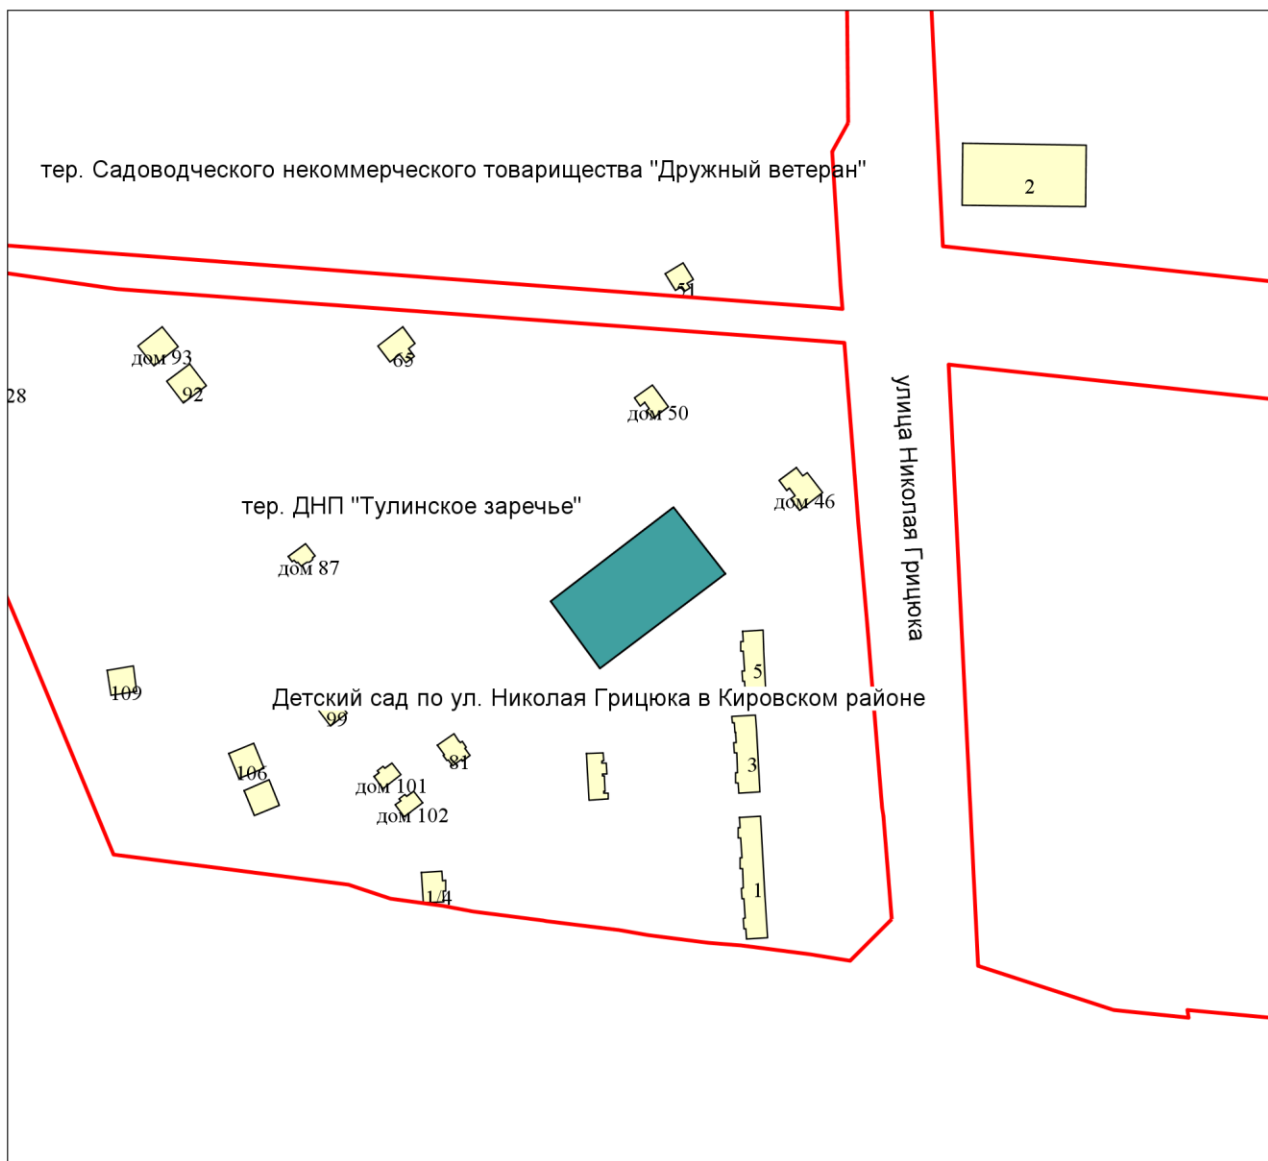 тер. Садоводческого некоммерческого товарищества "Дружный ветеран"
2
51
дом 93
65
92
28
дом 50
улица Николая Грицюка
дом 46
тер. ДНП "Тулинское заречье"
дом 87
5
109
Детский сад по ул. Николая Грицюка в Кировском районе
99
81
3
106
дом 101
дом 102
1/4
1